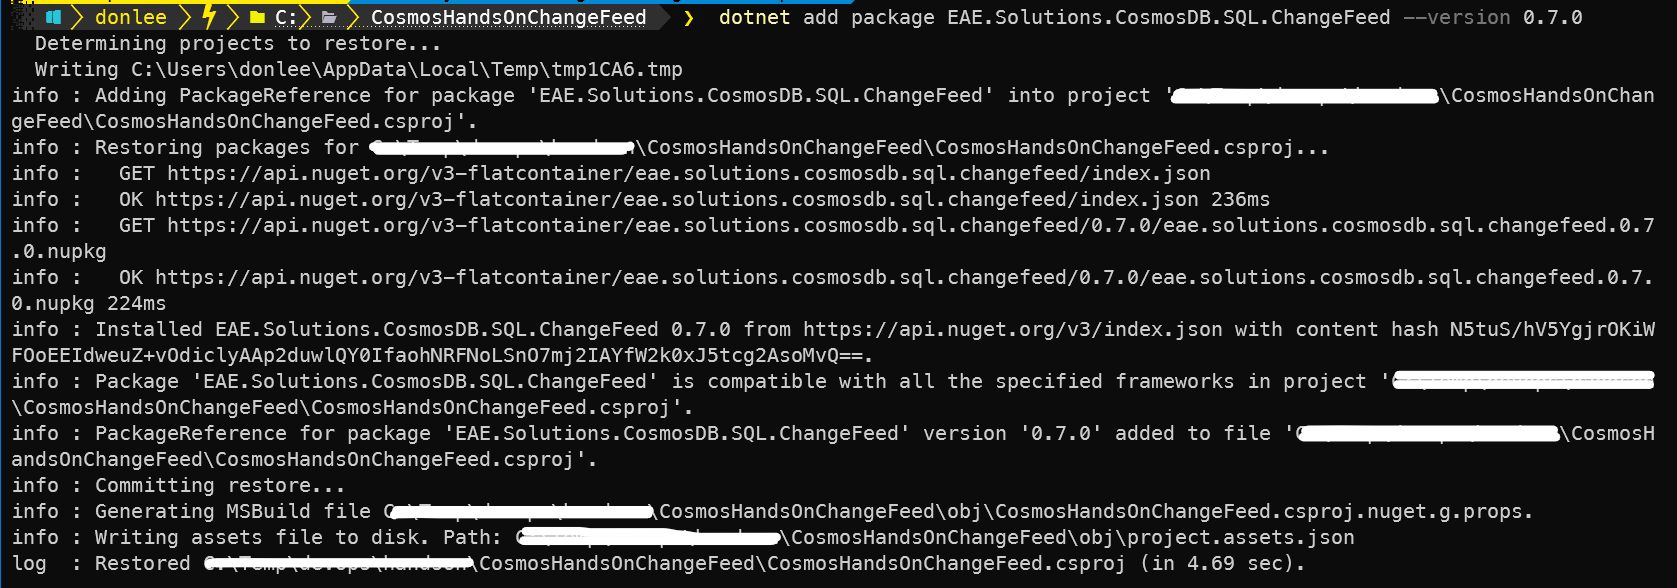 donlee C: CosmosHandsOnChangeFeed ❯ dotnet add package EAE.Solutions.CosmosDB.SQL.ChangeFeed --version 0.7.0
Determining projects to restore...
Writing C:\Users\donlee\AppData\Local\Temp\tmp1CA6.tmp
info : Adding PackageReference for package 'EAE.Solutions.CosmosDB.SQL.ChangeFeed' into project '\CosmosHandsOnChan
geFeed\CosmosHandsOnChangeFeed.csproj'.
info : Restoring packages for \CosmosHandsOnChangeFeed\CosmosHandsOnChangeFeed.csproj...
info :   GET https://api.nuget.org/v3-flatcontainer/eae.solutions.cosmosdb.sql.changefeed/index.json
info :   OK https://api.nuget.org/v3-flatcontainer/eae.solutions.cosmosdb.sql.changefeed/index.json 236ms
info :   GET https://api.nuget.org/v3-flatcontainer/eae.solutions.cosmosdb.sql.changefeed/0.7.0/eae.solutions.cosmosdb.sql.changefeed.0.7
.0.nupkg
info :   OK https://api.nuget.org/v3-flatcontainer/eae.solutions.cosmosdb.sql.changefeed/0.7.0/eae.solutions.cosmosdb.sql.changefeed.0.7.
0.nupkg 224ms
info : Installed EAE.Solutions.CosmosDB.SQL.ChangeFeed 0.7.0 from https://api.nuget.org/v3/index.json with content hash N5tuS/hV5YgjrOKiW
FOoEEIdweuZ+vOdiclyAAp2duwlQY0IfaohNRFNoLSnO7mj2IAYfW2k0xJ5tcg2AsoMvQ==.
info : Package 'EAE.Solutions.CosmosDB.SQL.ChangeFeed' is compatible with all the specified frameworks in project '
\CosmosHandsOnChangeFeed\CosmosHandsOnChangeFeed.csproj'.
info : PackageReference for package 'EAE.Solutions.CosmosDB.SQL.ChangeFeed' version '0.7.0' added to file '\CosmosH
andsOnChangeFeed\CosmosHandsOnChangeFeed.csproj'.
info : Committing restore...
info : Generating MSBuild file \CosmosHandsOnChangeFeed\obj\CosmosHandsOnChangeFeed.csproj.nuget.g.props.
info : Writing assets file to disk. Path: \CosmosHandsOnChangeFeed\obj\project.assets.json
log  : Restored \CosmosHandsOnChangeFeed\CosmosHandsOnChangeFeed.csproj (in 4.69 sec).